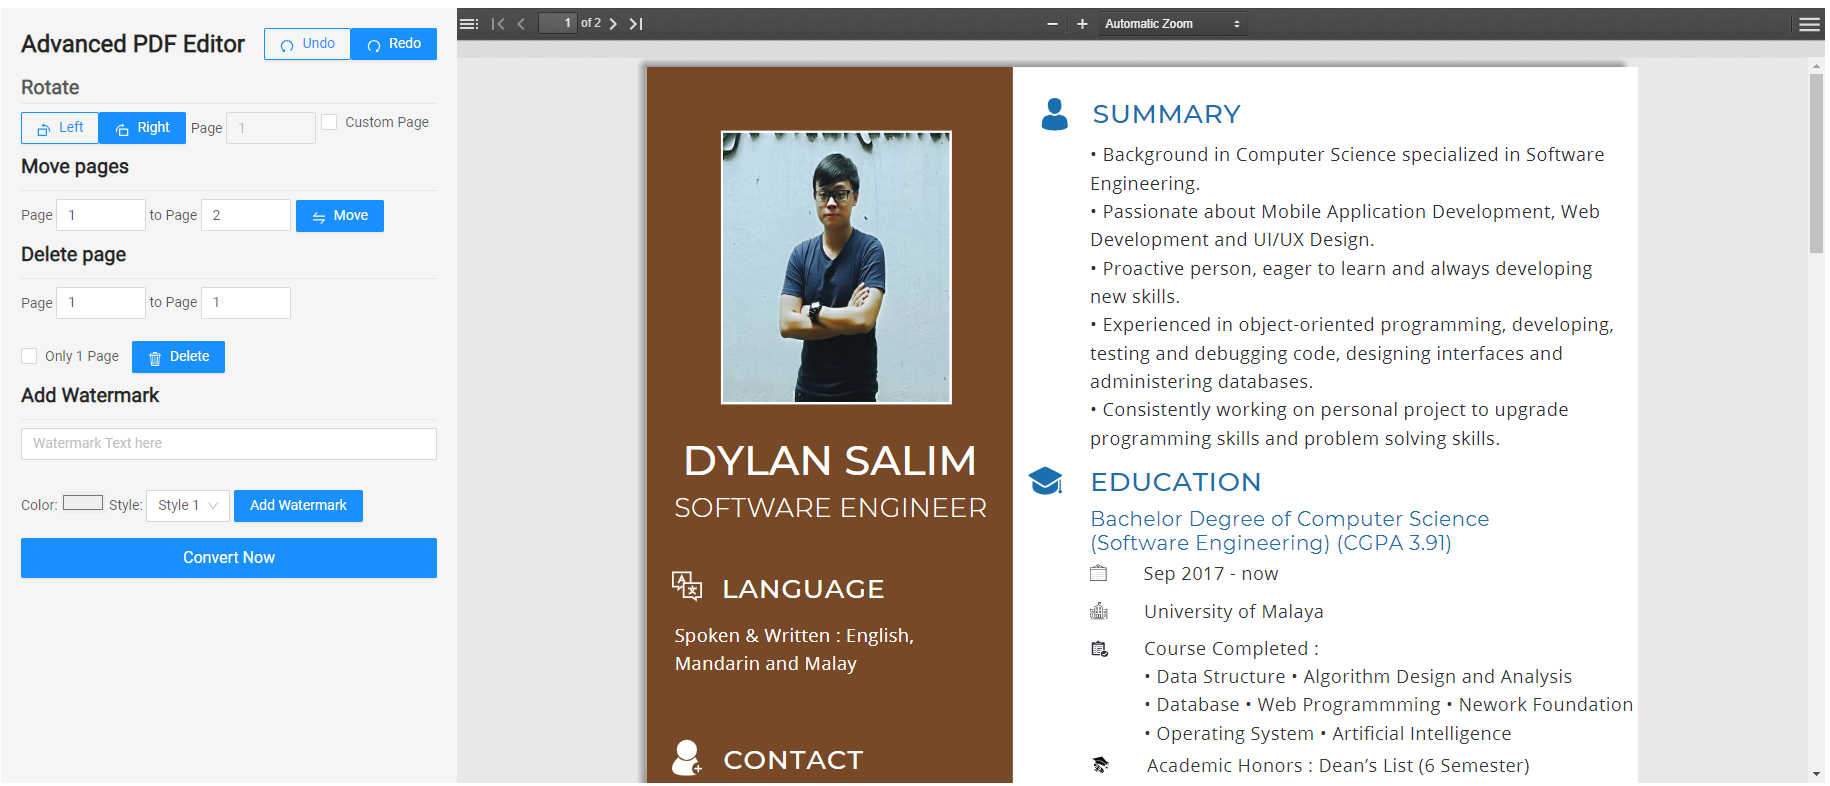 Advanced PDF Editor
Undo
Redo
Rotate
Left
Right
Page 1
Custom Page
Move pages
Page 1 to Page 2
Move
Delete page
Page 1 to Page 1
Only 1 Page
Delete
Add Watermark
Watermark Text here
Color:
Style: Style 1
Add Watermark
Convert Now
1 of 2
Automatic Zoom
DYLAN SALIM
SOFTWARE ENGINEER
LANGUAGE
Spoken & Written : English,
Mandarin and Malay
CONTACT
SUMMARY
• Background in Computer Science specialized in Software
Engineering.
• Passionate about Mobile Application Development, Web
Development and UI/UX Design.
• Proactive person, eager to learn and always developing
new skills.
• Experienced in object-oriented programming, developing,
testing and debugging code, designing interfaces and
administering databases.
• Consistently working on personal project to upgrade
programming skills and problem solving skills.
EDUCATION
Bachelor Degree of Computer Science
(Software Engineering) (CGPA 3.91)
Sep 2017 - now
University of Malaya
Course Completed :
• Data Structure • Algorithm Design and Analysis
• Database • Web Programmming • Nework Foundation
• Operating System • Artificial Intelligence
Academic Honors : Dean’s List (6 Semester)